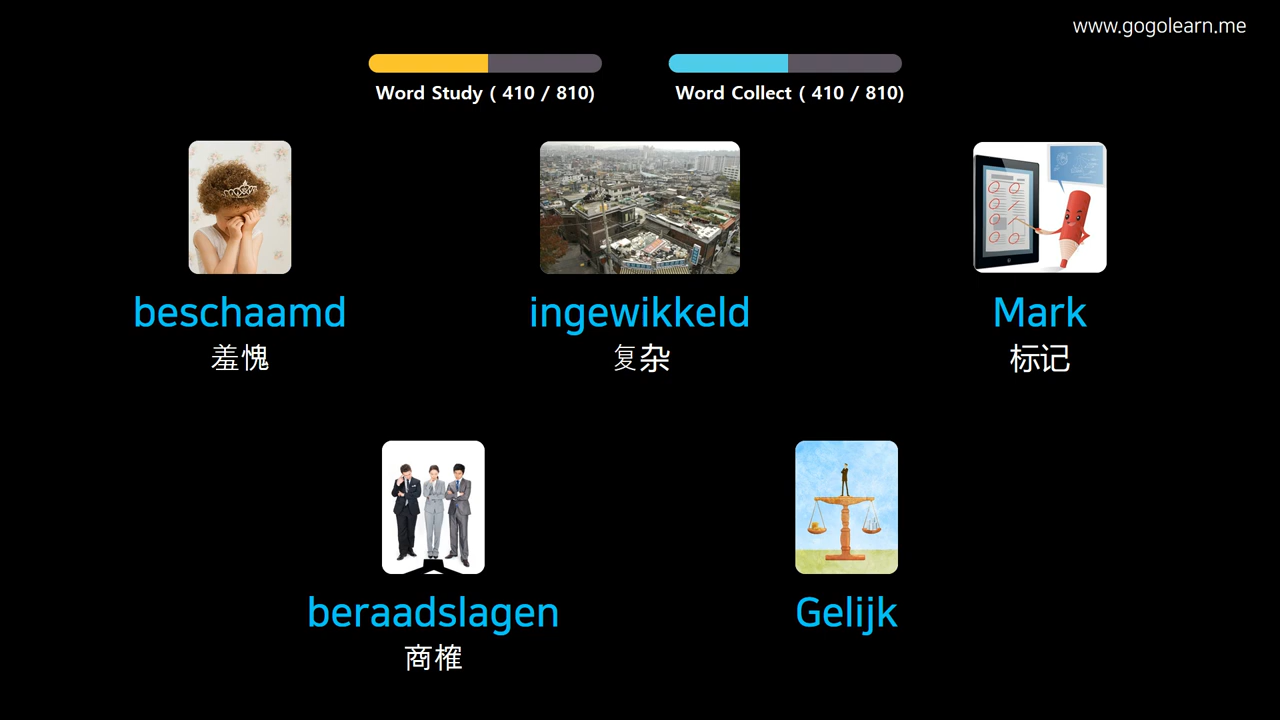 www.gogolearn.me
Word Study ( 410 / 810)
Word Collect ( 410 / 810)
beschaamd
羞愧
ingewikkeld
复杂
Mark
标记
beraadslagen
商榷
Gelijk